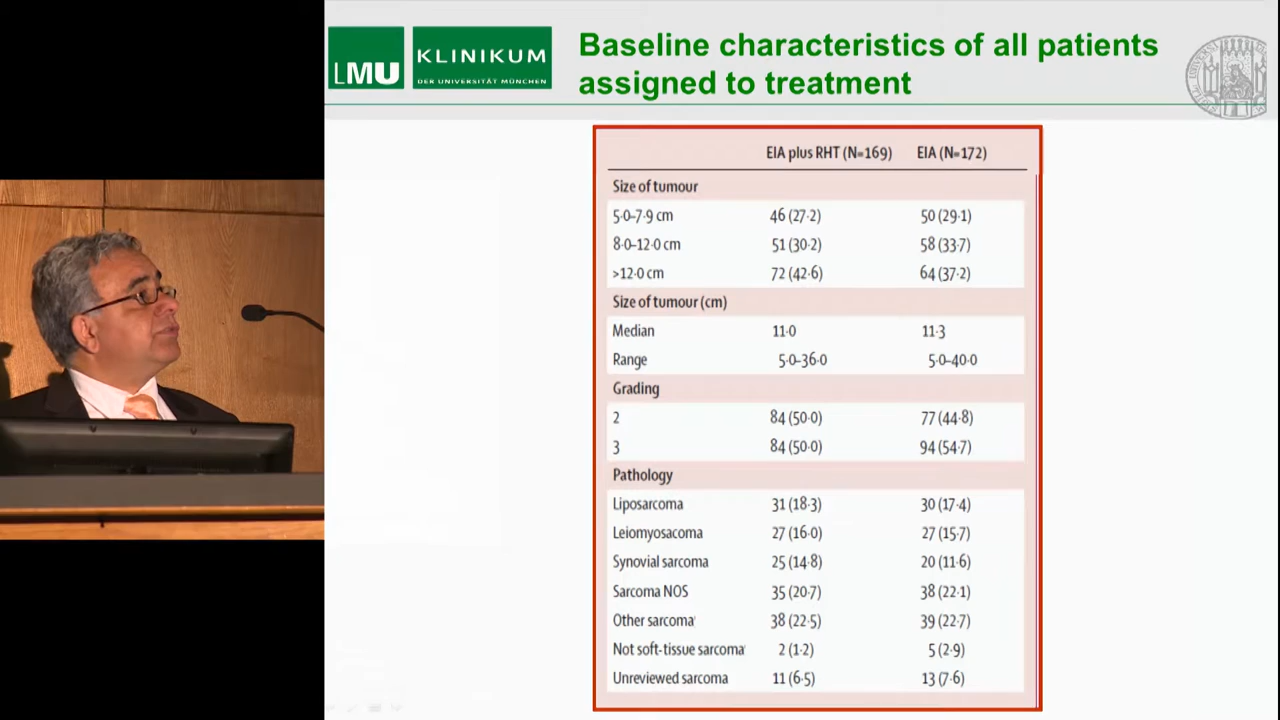 LMU
KLINIKUM
DER UNIVERSITÄT MÜNCHEN
Baseline characteristics of all patients
assigned to treatment
EIA plus RHT (N=169) EIA (N=172)
Size of tumour
5·0–7·9 cm 46 (27·2) 50 (29·1)
8·0–12·0 cm 51 (30·2) 58 (33·7)
>12·0 cm 72 (42·6) 64 (37·2)
Size of tumour (cm)
Median 11·0 11·3
Range 5·0–36·0 5·0–40·0
Grading
2 84 (50·0) 77 (44·8)
3 84 (50·0) 94 (54·7)
Pathology
Liposarcoma 31 (18·3) 30 (17·4)
Leiomyosacoma 27 (16·0) 27 (15·7)
Synovial sarcoma 25 (14·8) 20 (11·6)
Sarcoma NOS 35 (20·7) 38 (22·1)
Other sarcoma 38 (22·5) 39 (22·7)
Not soft-tissue sarcoma 2 (1·2) 5 (2·9)
Unreviewed sarcoma 11 (6·5) 13 (7·6)